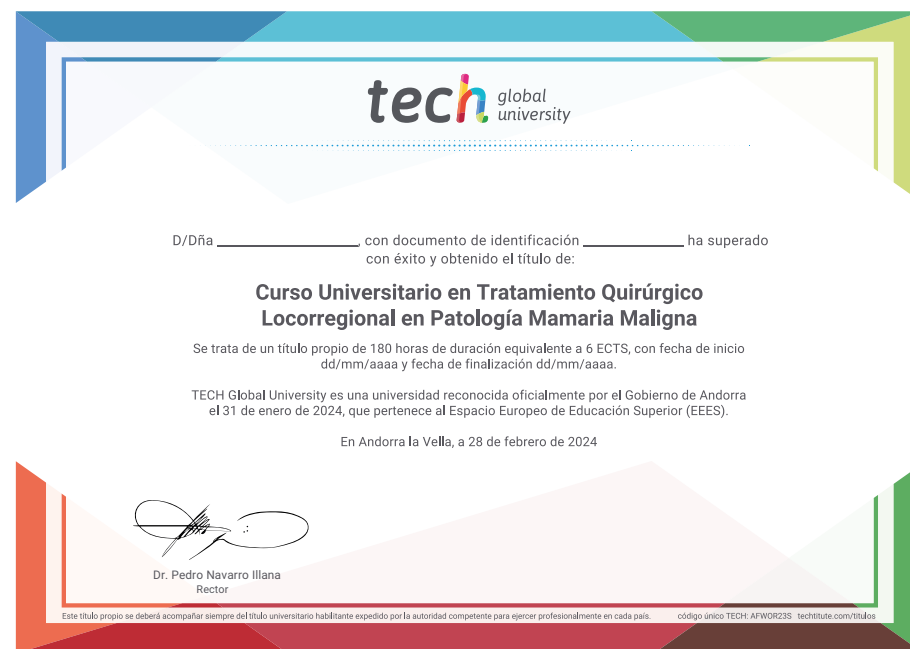 tech global university
D/Dña ____________________, con documento de identificación ______________ ha superado
con éxito y obtenido el título de:
Curso Universitario en Tratamiento Quirúrgico
Locorregional en Patología Mamaria Maligna
Se trata de un título propio de 180 horas de duración equivalente a 6 ECTS, con fecha de inicio
dd/mm/aaaa y fecha de finalización dd/mm/aaaa.
TECH Global University es una universidad reconocida oficialmente por el Gobierno de Andorra
el 31 de enero de 2024, que pertenece al Espacio Europeo de Educación Superior (EEES).
En Andorra la Vella, a 28 de febrero de 2024
Dr. Pedro Navarro Illana
Rector
Este título propio se deberá acompañar siempre del título universitario habilitante expedido por la autoridad competente para ejercer profesionalmente en cada país. código único TECH: AFWOR23S techtitute.com/titulos